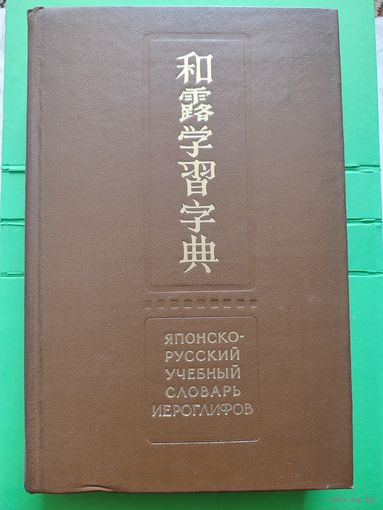 和露学習字典
ЯПОНСКО-
РУССКИЙ
УЧЕБНЫЙ
СЛОВАРЬ
ИЕРОГЛИФОВ